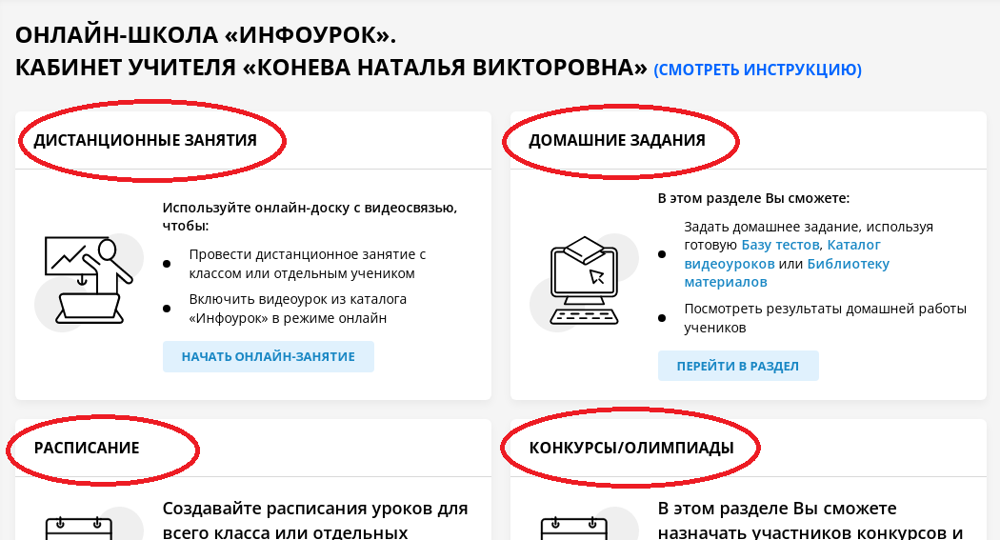 ОНЛАЙН-ШКОЛА «ИНФОУРОК».
КАБИНЕТ УЧИТЕЛЯ «КОНЕВА НАТАЛЬЯ ВИКТОРОВНА» (СМОТРЕТЬ ИНСТРУКЦИЮ)
ДИСТАНЦИОННЫЕ ЗАНЯТИЯ
Используйте онлайн-доску с видеосвязью,
чтобы:
Провести дистанционное занятие с
классом или отдельным учеником
Включить видеоурок из каталога
«Инфоурок» в режиме онлайн
НАЧАТЬ ОНЛАЙН-ЗАНЯТИЕ
ДОМАШНИЕ ЗАДАНИЯ
В этом разделе Вы сможете:
Задать домашнее задание, используя
готовую Базу тестов, Каталог
видеоуроков или Библиотеку
материалов
Посмотреть результаты домашней работы
учеников
ПЕРЕЙТИ В РАЗДЕЛ
РАСПИСАНИЕ
Создавайте расписания уроков для
всего класса или отдельных
КОНКУРСЫ/ОЛИМПИАДЫ
В этом разделе Вы сможете
назначать участников конкурсов и